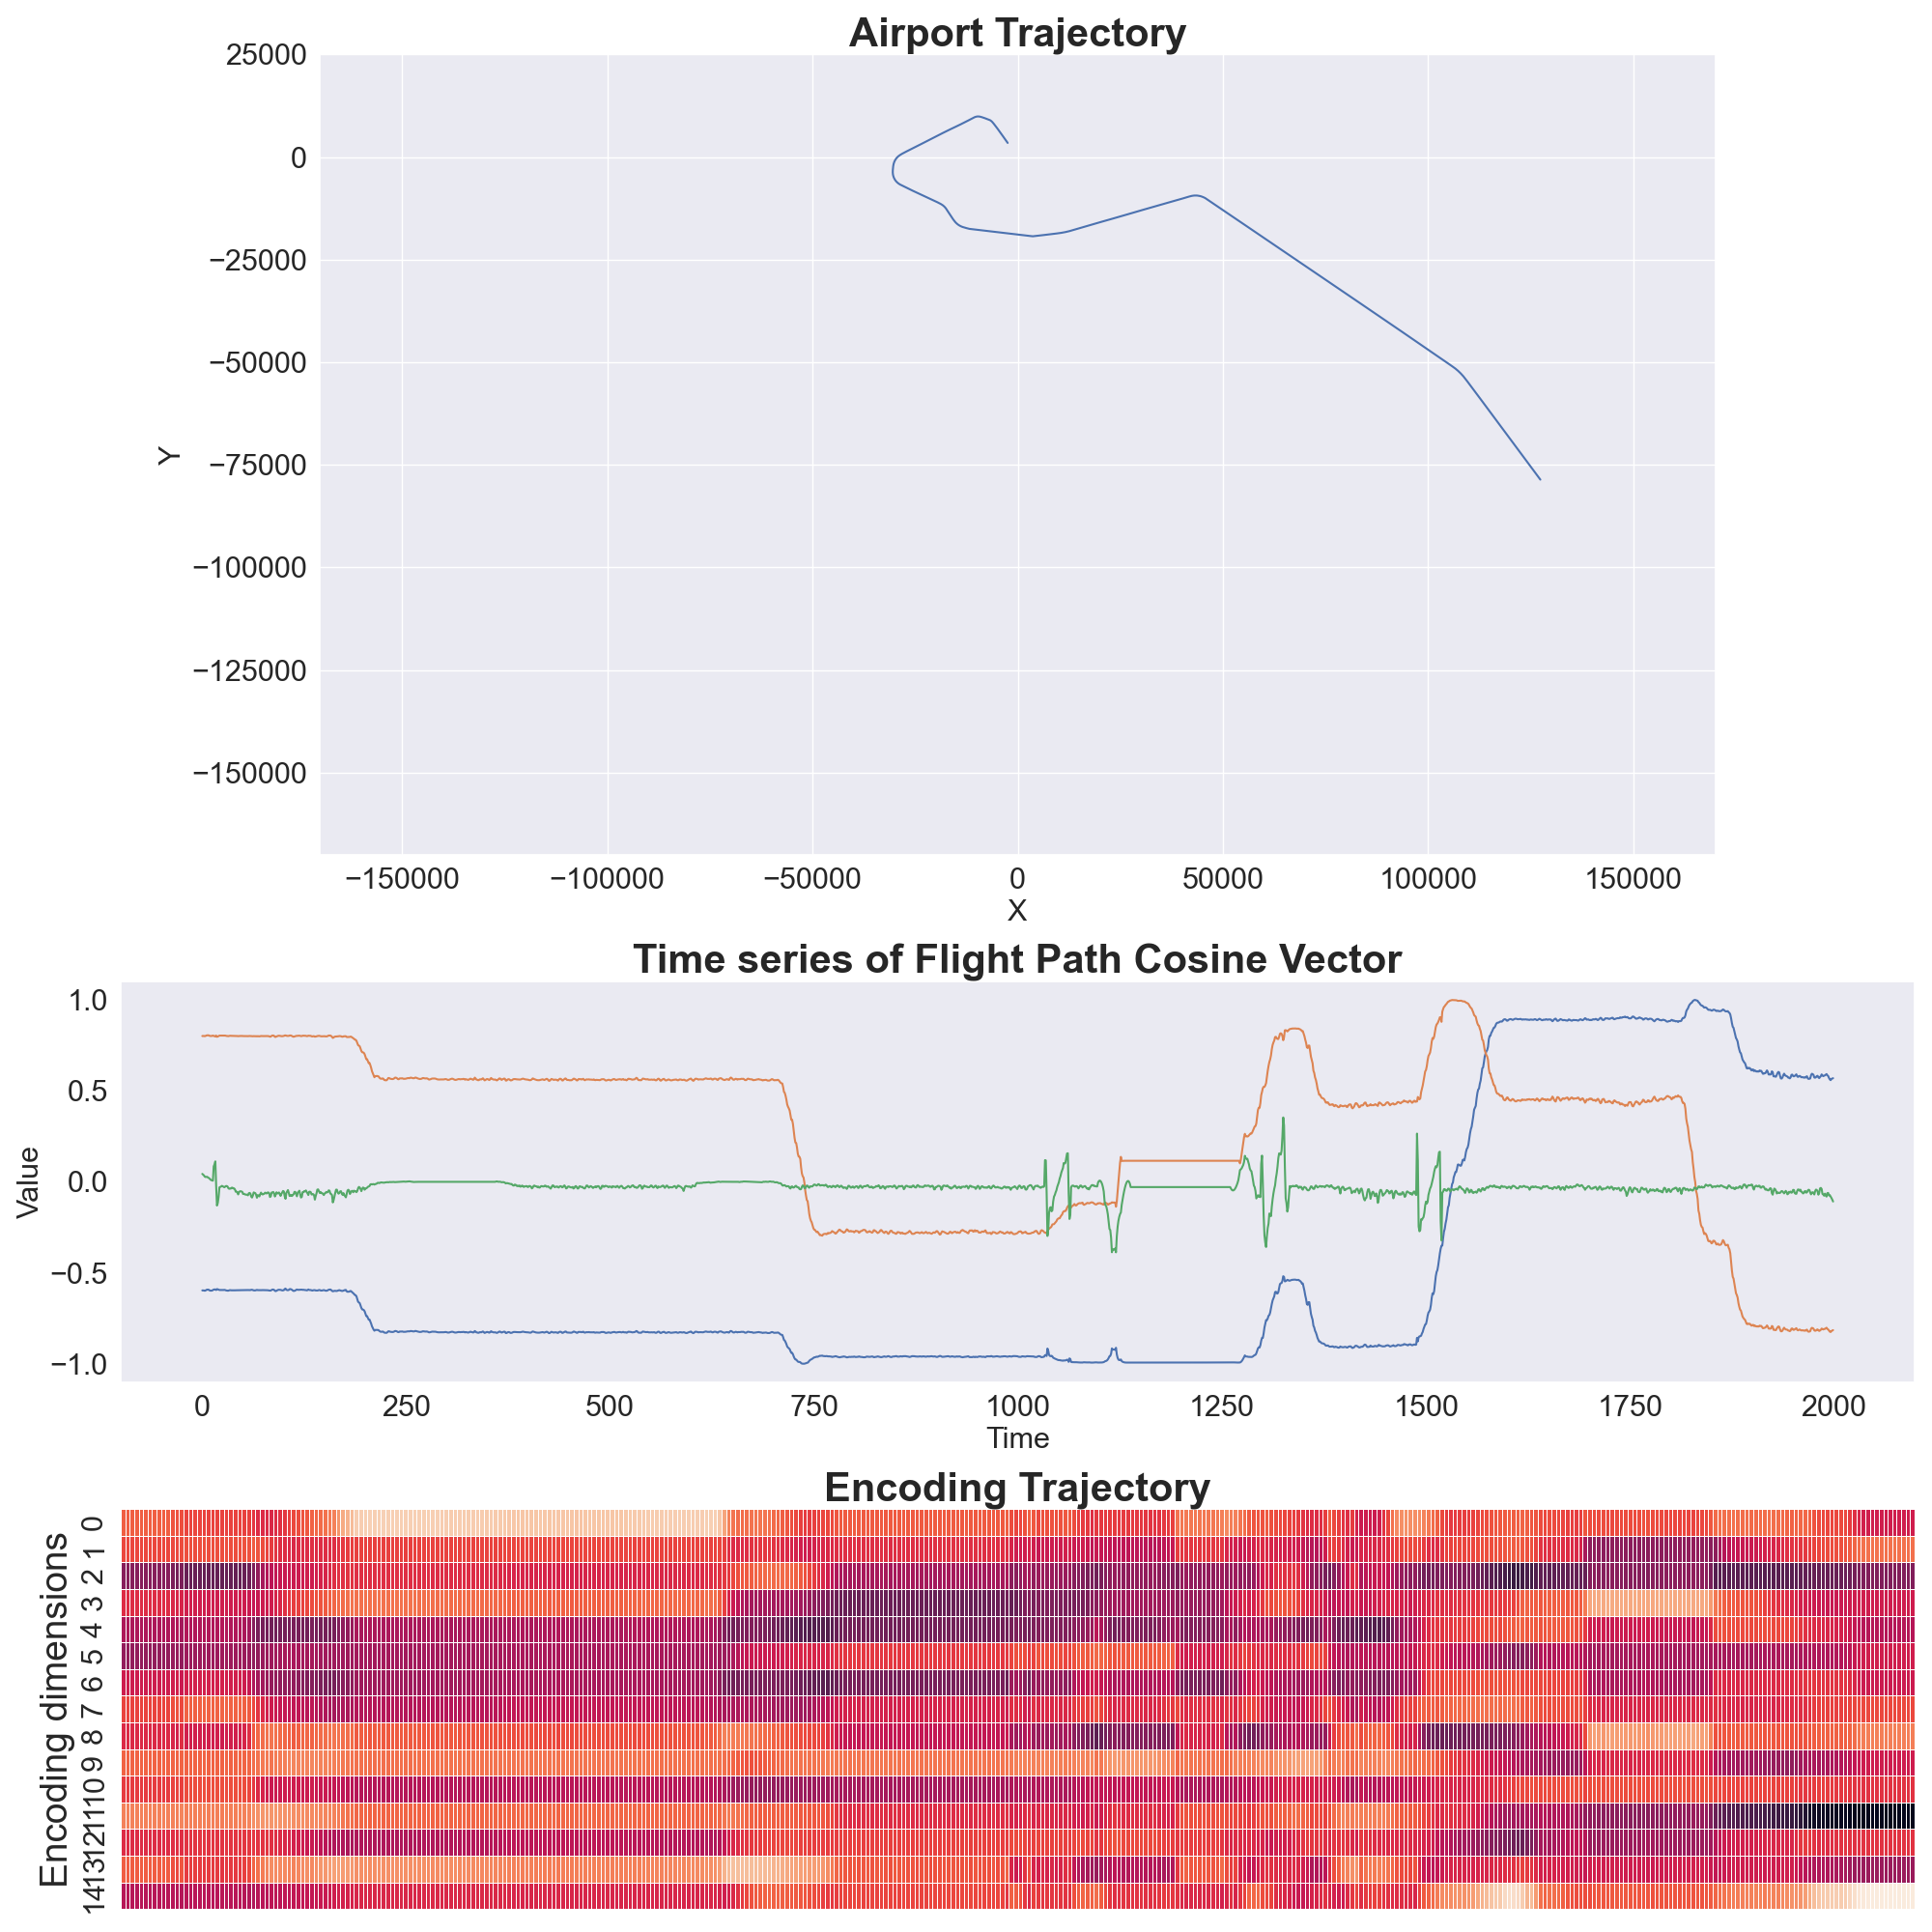 Airport Trajectory
25000
0
−25000
−50000
−75000
−100000
−125000
−150000
Y
−150000 −100000 −50000 0 50000 100000 150000
X
Time series of Flight Path Cosine Vector
1.0
0.5
0.0
−0.5
−1.0
Value
0 250 500 750 1000 1250 1500 1750 2000
Time
Encoding Trajectory
Encoding dimensions
0
1
2
3
4
5
6
7
8
9
10
11
12
13
14